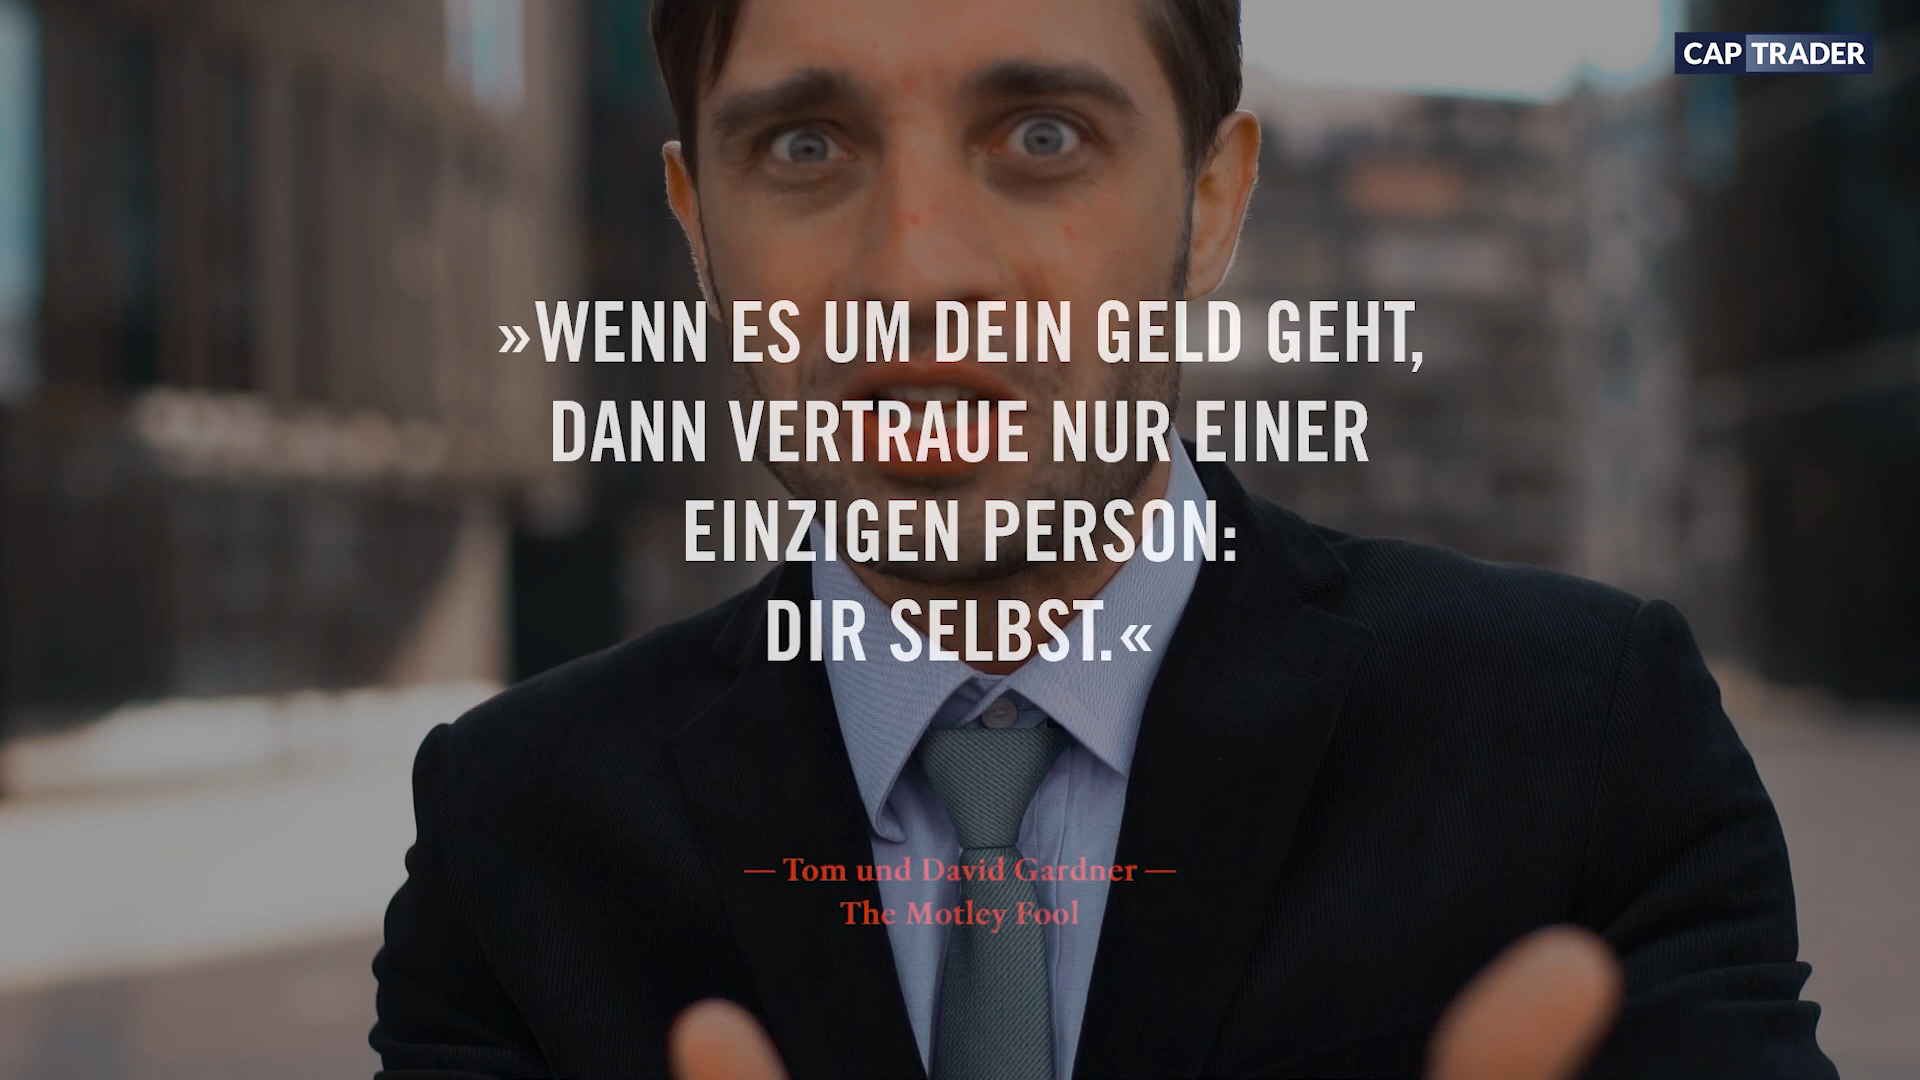 CAP TRADER
»WENN ES UM DEIN GELD GEHT,
DANN VERTRAUE NUR EINER
EINZIGEN PERSON:
DIR SELBST.«
— Tom und David Gardner —
The Motley Fool